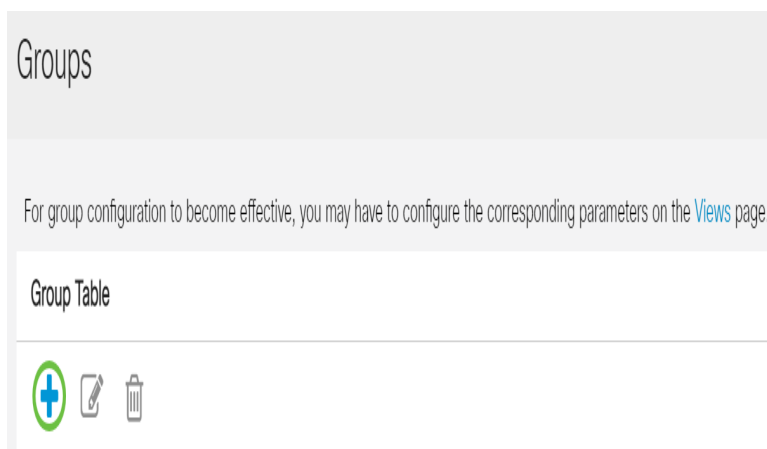 Groups
For group configuration to become effective, you may have to configure the corresponding parameters on the Views page
Group Table